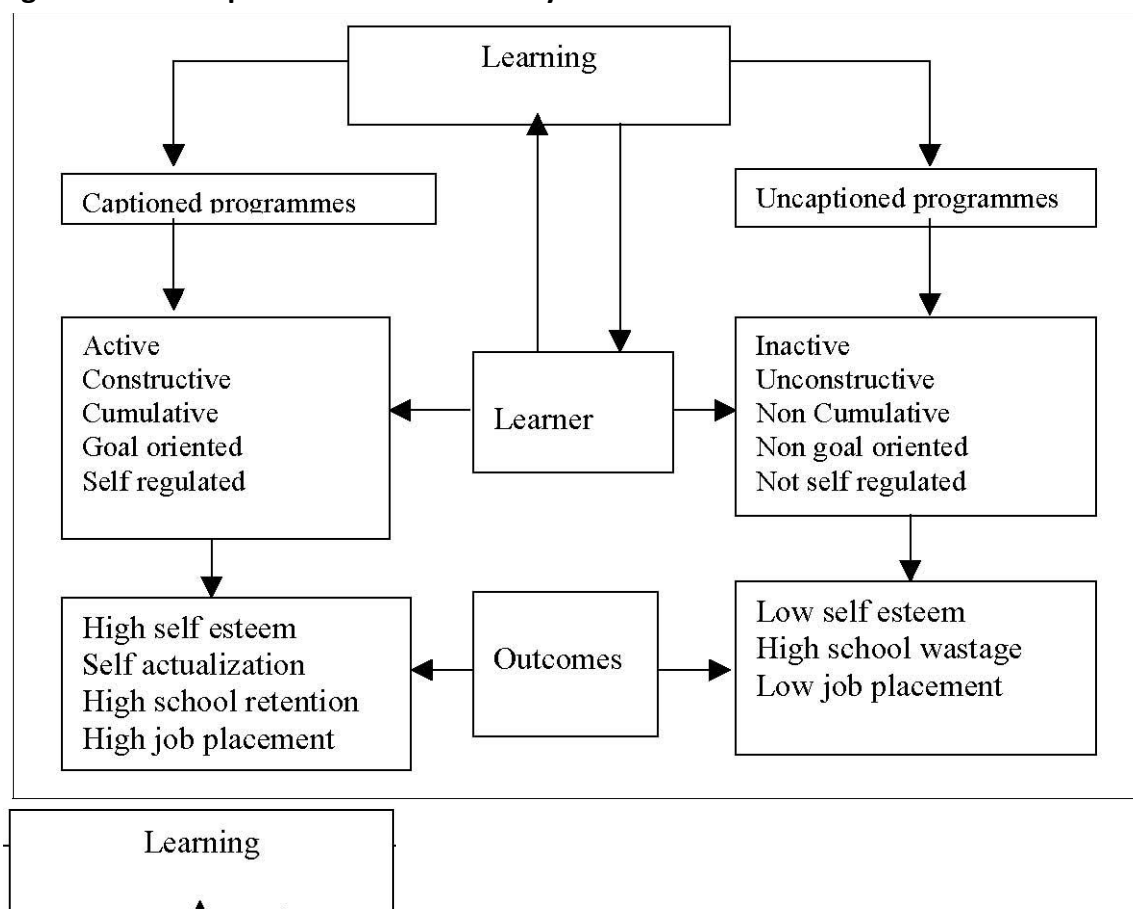 Learning
Captioned programmes
Uncaptioned programmes
Active
Constructive
Cumulative
Goal oriented
Self regulated
Learner
Inactive
Unconstructive
Non Cumulative
Non goal oriented
Not self regulated
High self esteem
Self actualization
High school retention
High job placement
Outcomes
Low self esteem
High school wastage
Low job placement
Learning